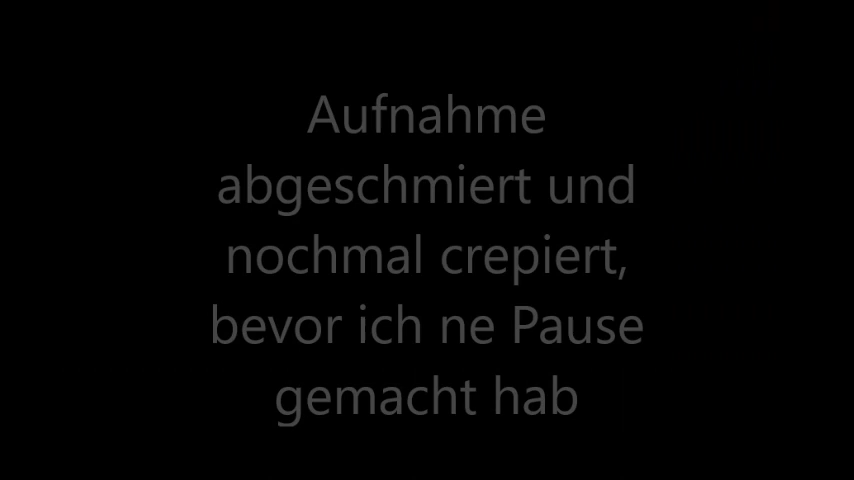 Aufnahme
abgeschmiert und
nochmal crepiert,
bevor ich ne Pause
gemacht hab